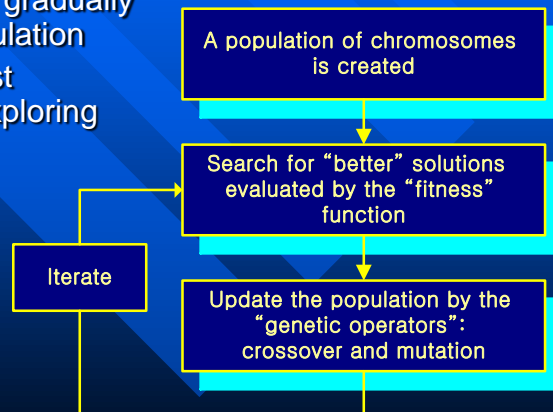 gradually
A population of chromosomes
is created
Search for “better” solutions
evaluated by the “fitness”
function
Iterate
Update the population by the
“genetic operators”:
crossover and mutation